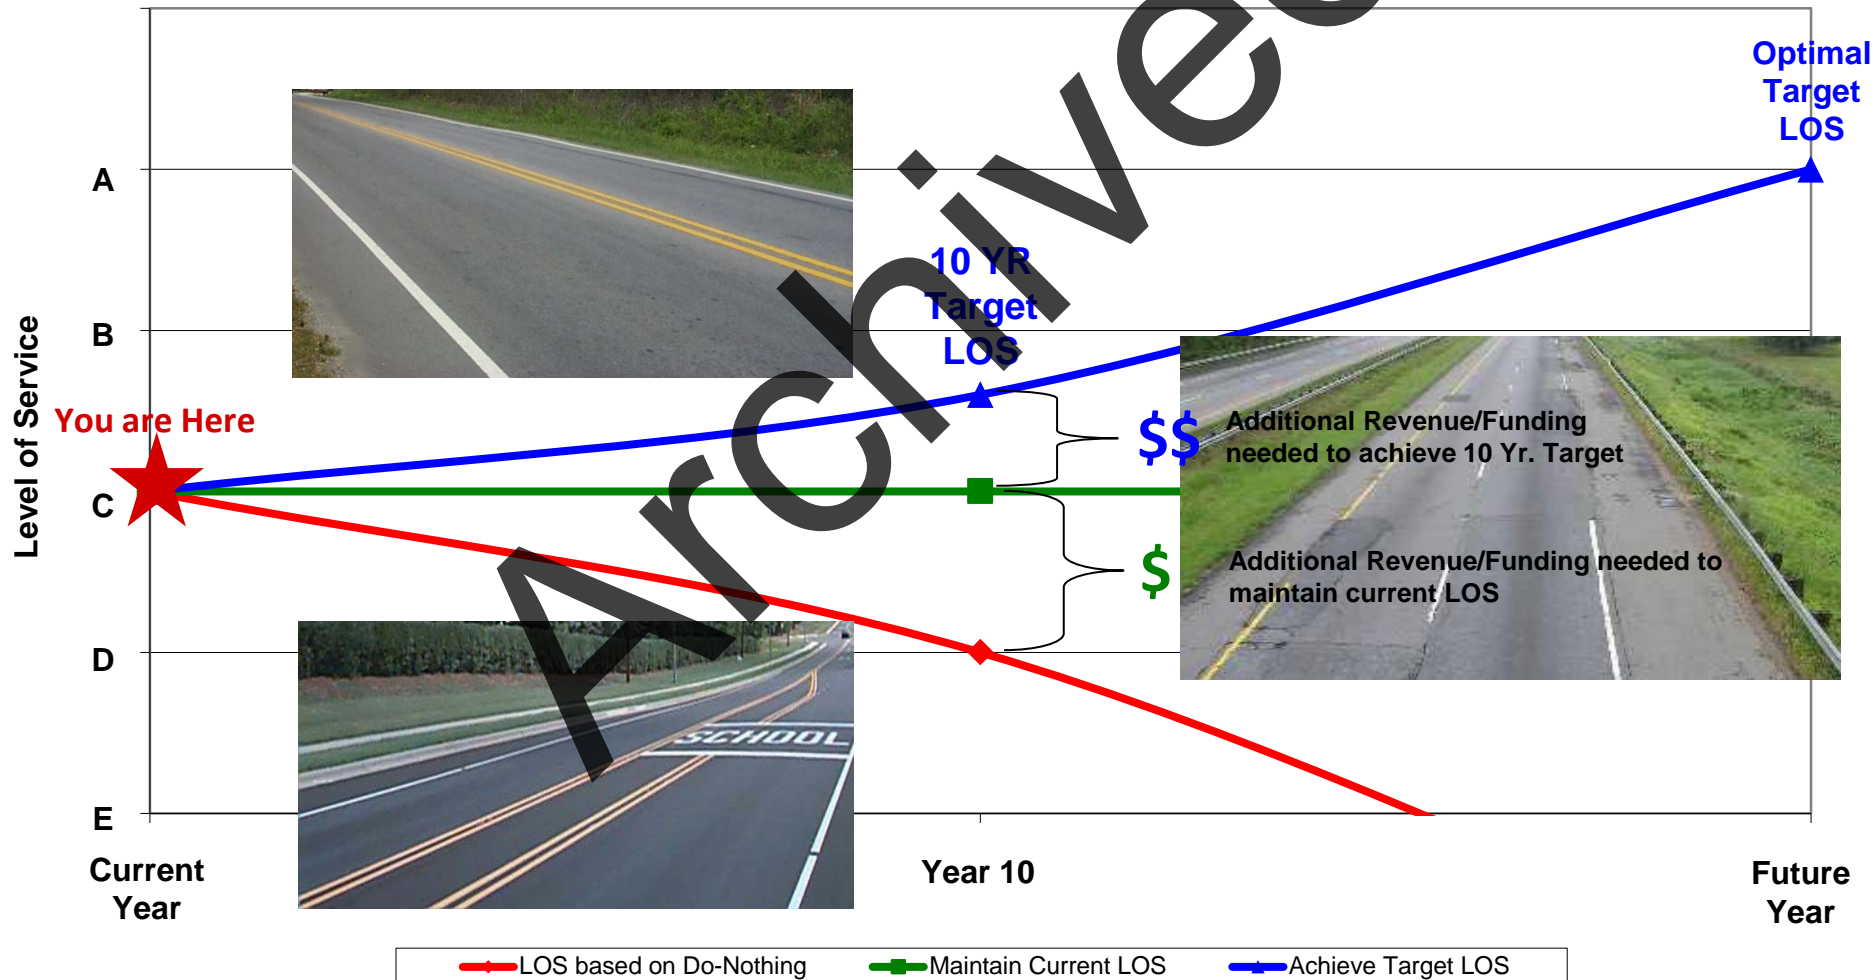 Optimal
Target
LOS
A
10 YR
Target
LOS
B
Level of Service
You are Here
$$ Additional Revenue/Funding
needed to achieve 10 Yr. Target
C
$ Additional Revenue/Funding needed to
maintain current LOS
D
SCHOOL
E
Current
Year
Year 10
Future
Year
LOS based on Do-Nothing Maintain Current LOS Achieve Target LOS
Archived